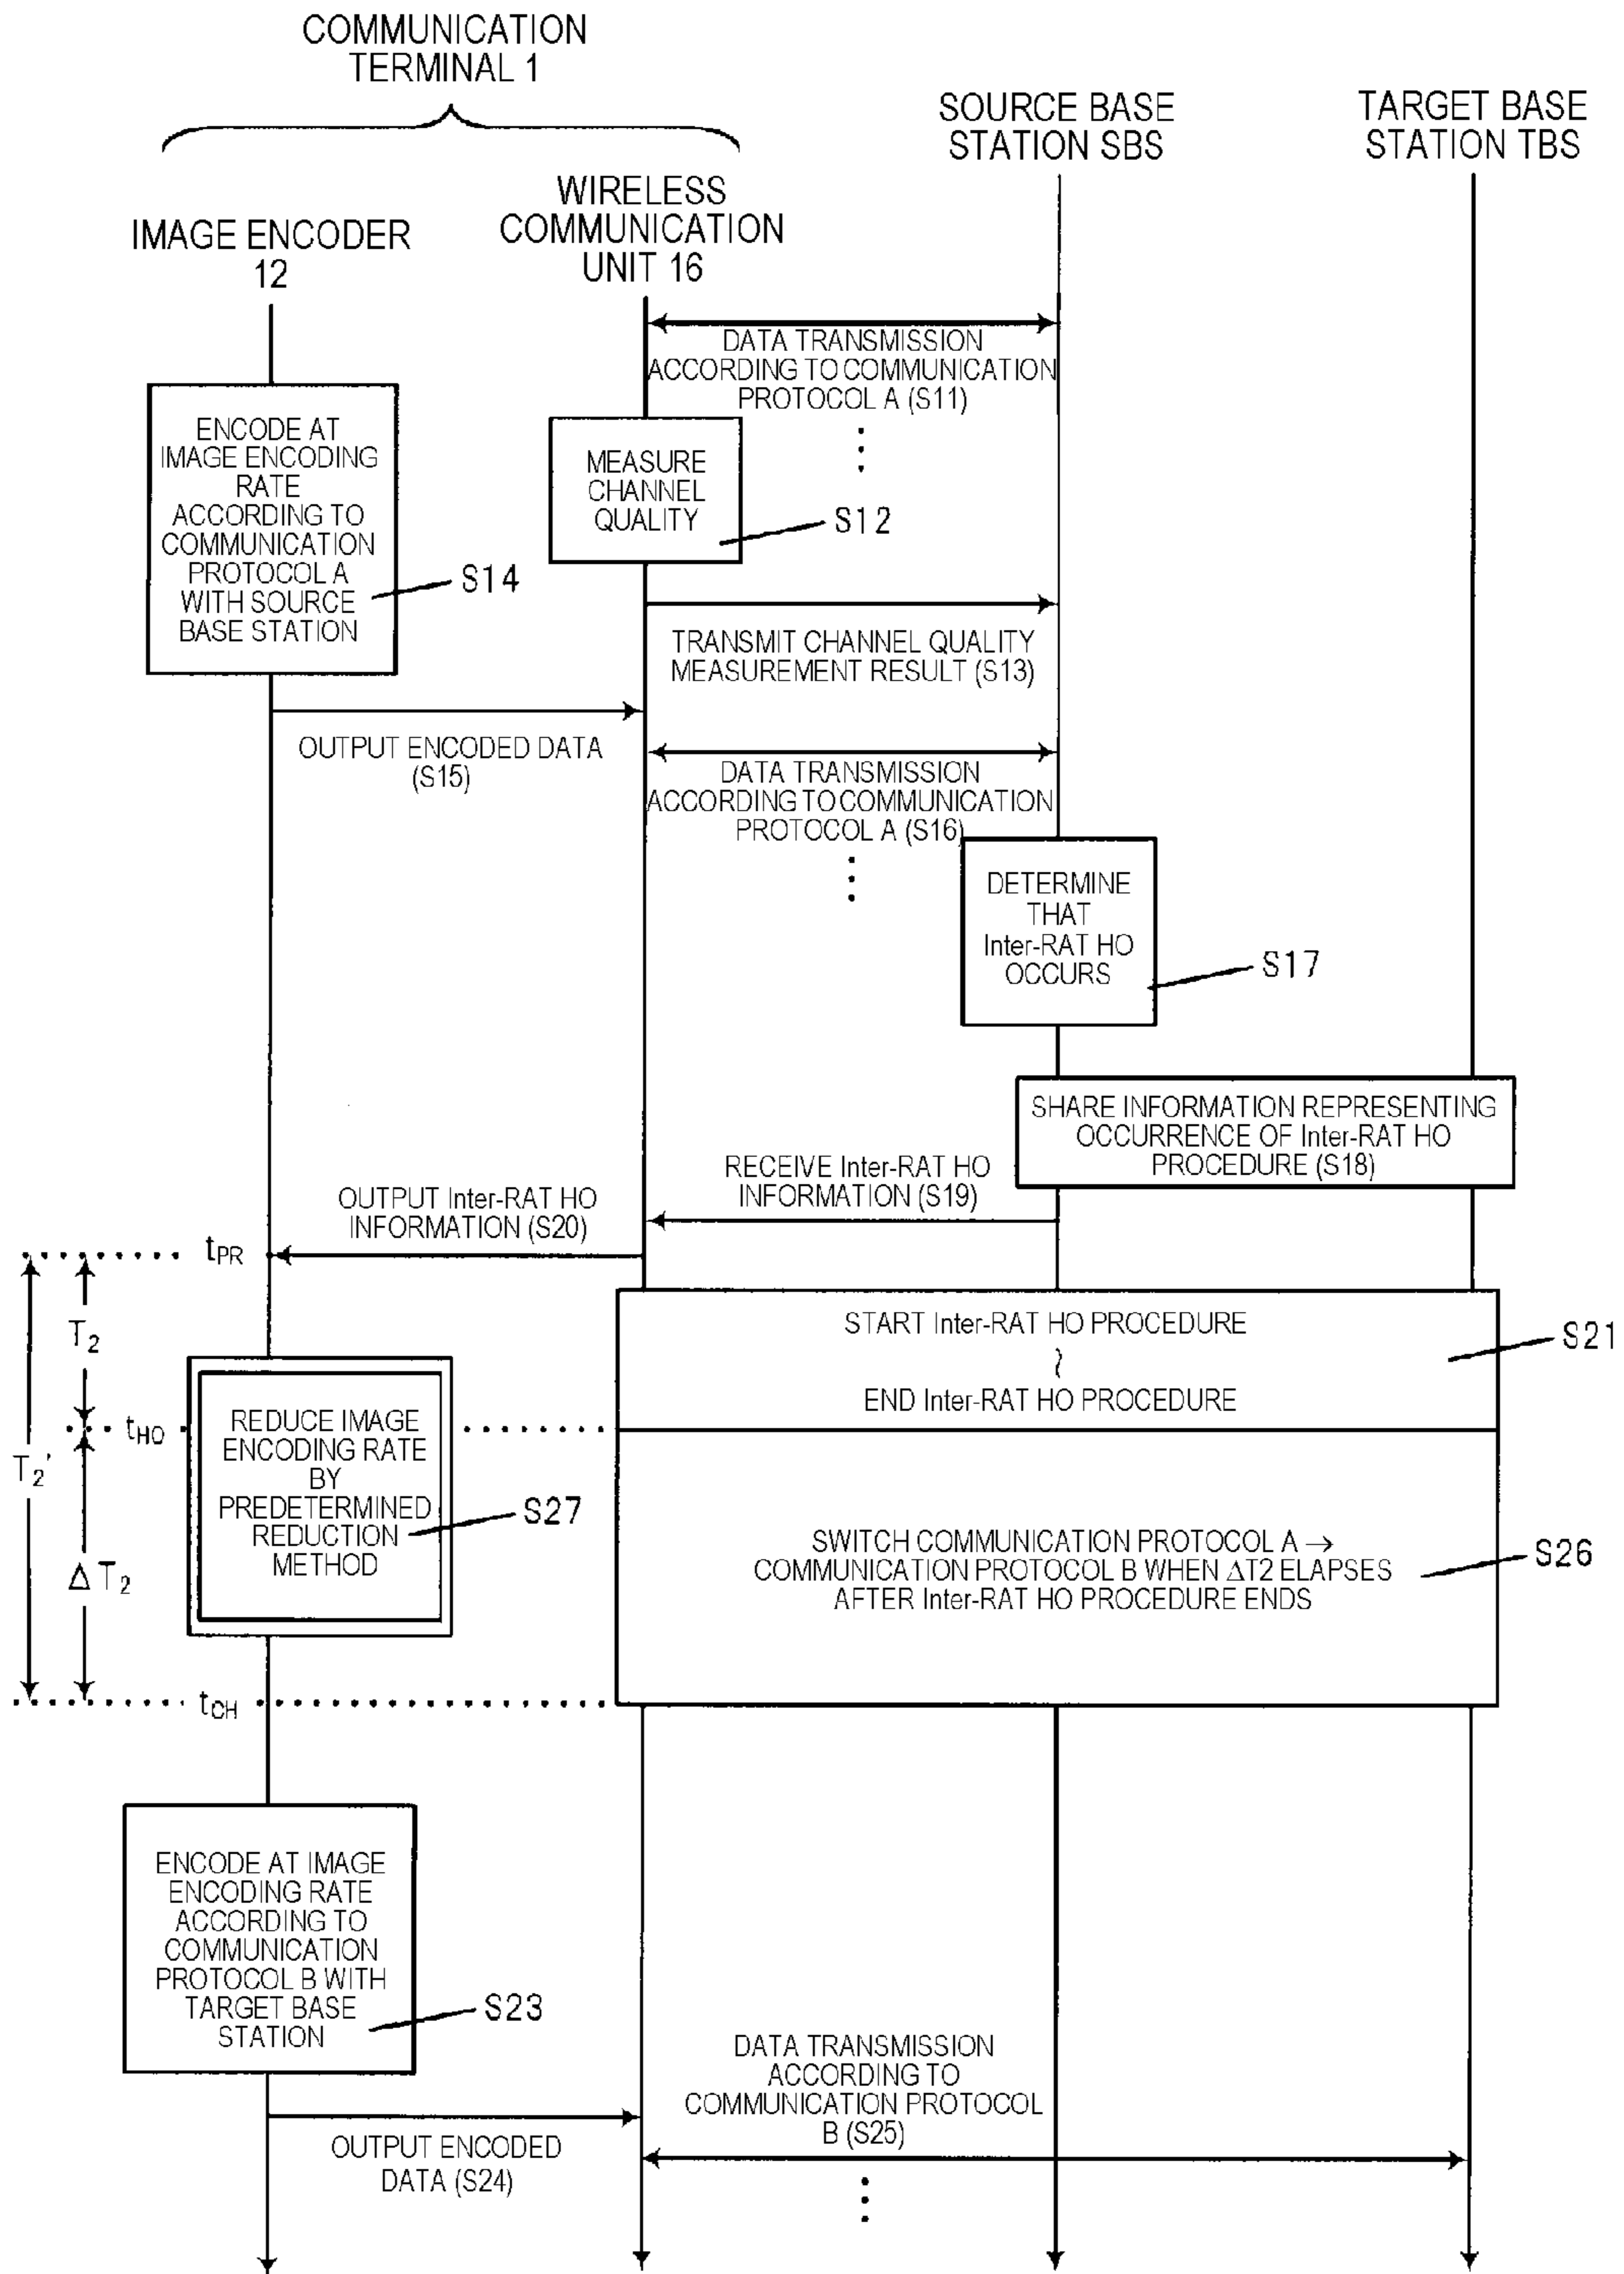 COMMUNICATION
TERMINAL 1
SOURCE BASE
STATION SBS
TARGET BASE
STATION TBS
WIRELESS
COMMUNICATION
UNIT 16
IMAGE ENCODER
12
DATA TRANSMISSION
ACCORDING TO COMMUNICATION
PROTOCOL A (S11)
ENCODE AT
IMAGE ENCODING
RATE
ACCORDING TO
COMMUNICATION
PROTOCOL A
WITH SOURCE
BASE STATION
S14
MEASURE
CHANNEL
QUALITY
S12
TRANSMIT CHANNEL QUALITY
MEASUREMENT RESULT (S13)
OUTPUT ENCODED DATA
(S15)
DATA TRANSMISSION
ACCORDING TO COMMUNICATION
PROTOCOL A (S16)
DETERMINE
THAT
Inter-RAT HO
OCCURS
S17
SHARE INFORMATION REPRESENTING
OCCURRENCE OF Inter-RAT HO
PROCEDURE (S18)
RECEIVE Inter-RAT HO
INFORMATION (S19)
OUTPUT Inter-RAT HO
INFORMATION (S20)
tPR
T2
tHO
T2'
ΔT2
tCH
START Inter-RAT HO PROCEDURE
END Inter-RAT HO PROCEDURE
S21
REDUCE IMAGE
ENCODING RATE
BY
PREDETERMINED
REDUCTION
METHOD
S27
SWITCH COMMUNICATION PROTOCOL A →
COMMUNICATION PROTOCOL B WHEN ΔT2 ELAPSES
AFTER Inter-RAT HO PROCEDURE ENDS
S26
ENCODE AT IMAGE
ENCODING RATE
ACCORDING TO
COMMUNICATION
PROTOCOL B WITH
TARGET BASE
STATION
S23
DATA TRANSMISSION
ACCORDING TO
COMMUNICATION PROTOCOL
B (S25)
OUTPUT ENCODED
DATA (S24)